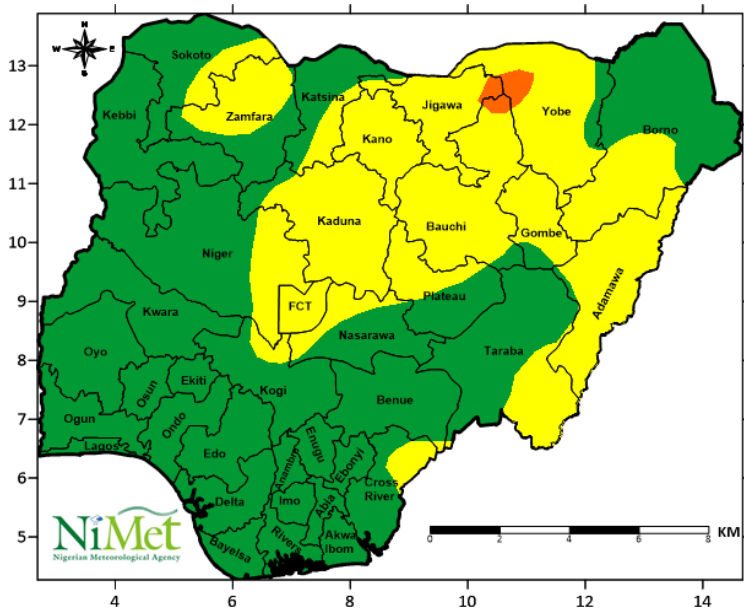 N
W E
S
13
12
11
10
9
8
7
6
5
4 6 8 10 12 14
Sokoto
Kebbi
Zamfara
Katsina
Jigawa
Kano
Yobe
Borno
Kaduna
Bauchi
Gombe
Niger
FCT
Plateau
Adamawa
Kwara
Nasarawa
Taraba
Oyo
Osun
Ekiti
Kogi
Benue
Ogun
Ondo
Lagos
Edo
Enugu
Anambra
Ebonyi
Cross
River
Delta
Imo
Abia
Bayelsa
Rivers
Akwa
Ibom
0 2 4 6 8
KM
NiMet
Nigerian Meteorological Agency